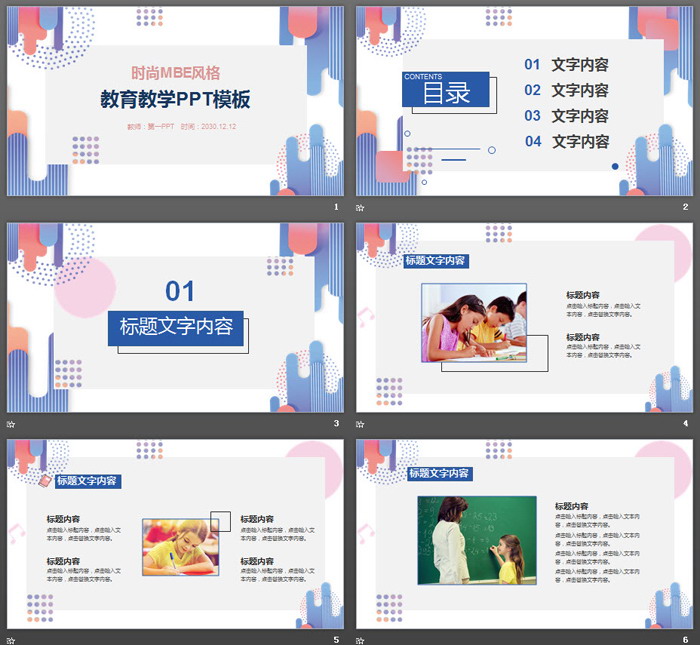 时尚MBE风格
教育教学PPT模板
教师：第一PPT 时间：2030.12.12
1
CONTENTS
目录
01 文字内容
02 文字内容
03 文字内容
04 文字内容
2
01
标题文字内容
3
标题文字内容
标题内容
点击输入标题内容，点击输入文
本内容，点击替换文字内容。
标题内容
点击输入标题内容，点击输入文
本内容，点击替换文字内容。
4
标题文字内容
标题内容
点击输入标题内容，点击输入文
本内容，点击替换文字内容。
标题内容
点击输入标题内容，点击输入文
本内容，点击替换文字内容。
标题内容
点击输入标题内容，点击输入文
本内容，点击替换文字内容。
标题内容
点击输入标题内容，点击输入文
本内容，点击替换文字内容。
5
标题文字内容
标题内容
点击输入标题内容，点击输入文本内
容，点击替换文字内容。
点击输入标题内容，点击输入文本内
容，点击替换文字内容。
点击输入标题内容，点击输入文本内
容，点击替换文字内容。
点击输入标题内容，点击输入文本内
容，点击替换文字内容。
6